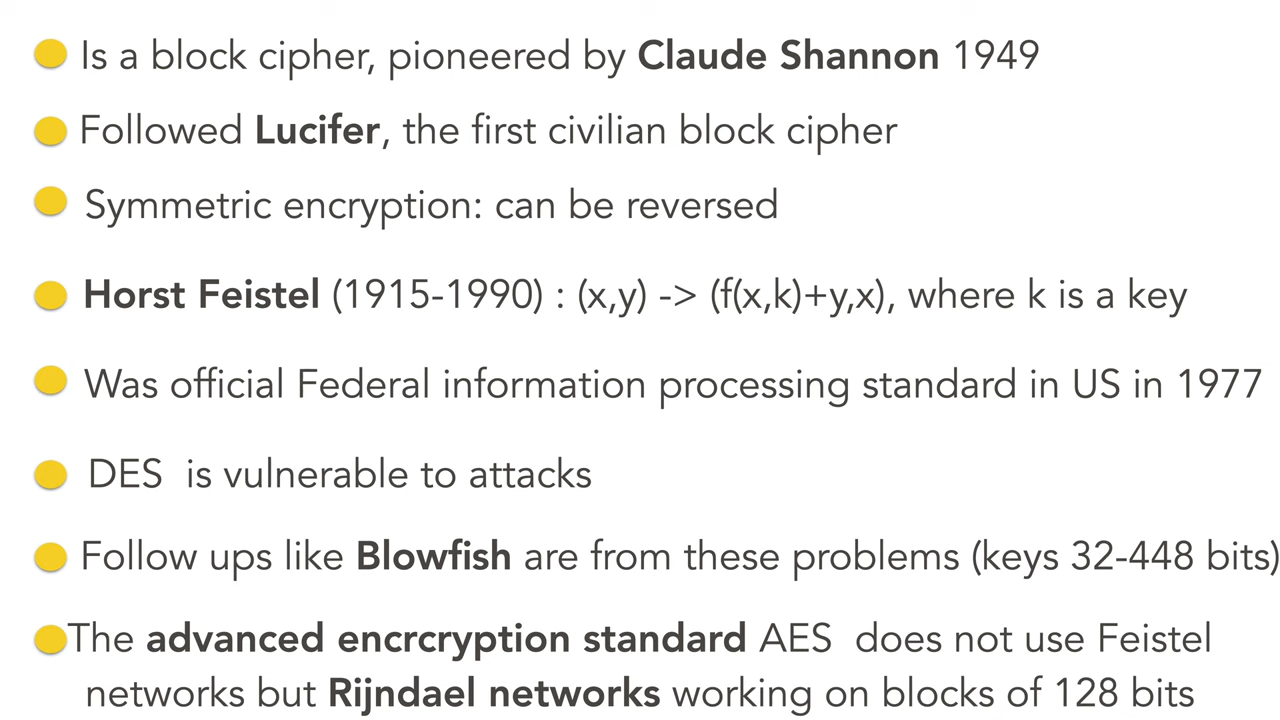 Is a block cipher, pioneered by Claude Shannon 1949
Followed Lucifer, the first civilian block cipher
Symmetric encryption: can be reversed
Horst Feistel (1915-1990) : (x,y) -> (f(x,k)+y,x), where k is a key
Was official Federal information processing standard in US in 1977
DES is vulnerable to attacks
Follow ups like Blowfish are from these problems (keys 32-448 bits)
The advanced encrcryption standard AES does not use Feistel
networks but Rijndael networks working on blocks of 128 bits